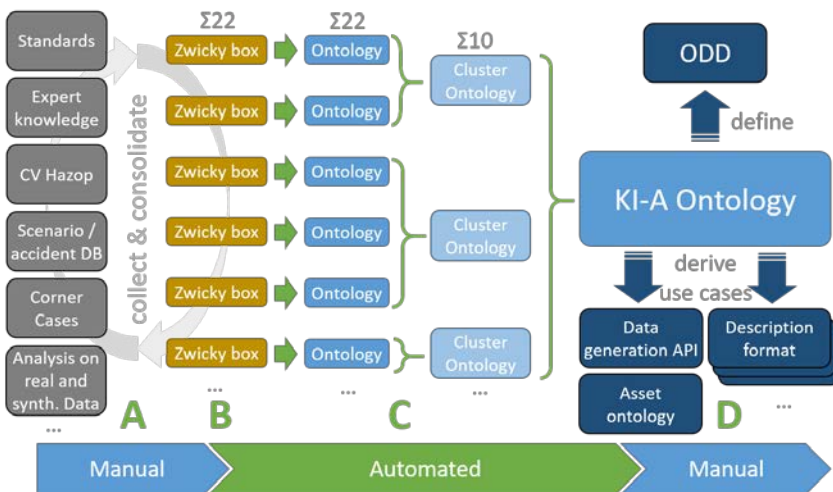 Standards
Expert
knowledge
CV Hazop
Scenario /
accident DB
Corner
Cases
Analysis on
real and
synth. Data
...
A
collect & consolidate
Σ22
Zwicky box
Zwicky box
Zwicky box
Zwicky box
Zwicky box
Zwicky box
...
B
Σ22
Ontology
Ontology
Ontology
Ontology
Ontology
Ontology
...
C
Σ10
Cluster
Ontology
Cluster
Ontology
Cluster
Ontology
...
ODD
define
KI-A Ontology
derive
use cases
Data
generation API
Description
format
Asset
ontology
D
...
Manual
Automated
Manual